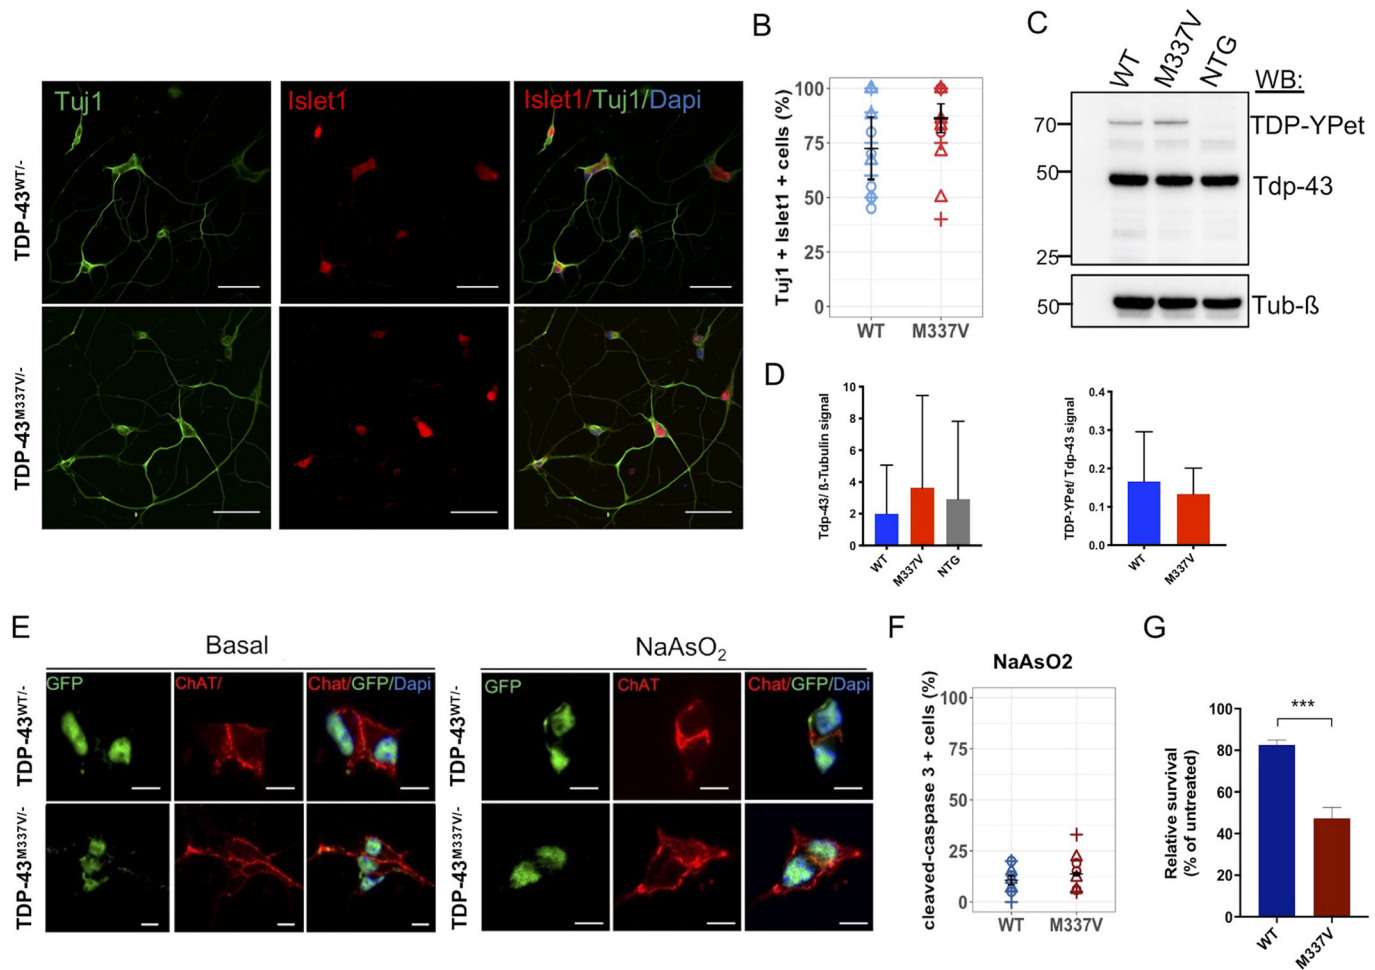 B
C
WT
M337V
NTG
WB:
Tuj1
Islet1
Islet1/Tuj1/Dapi
TDP-43WT/-
TDP-43M337V/-
Tuj1 + Islet1 + cells (%)
100
75
50
25
0
WT
M337V
70
50
25
50
TDP-YPet
Tdp-43
Tub-ß
D
Tdp-43/ ß-Tubulin signal
10
8
6
4
2
0
WT
M337V
NTG
TDP-YPet/ Tdp-43 signal
0.4
0.3
0.2
0.1
0.0
WT
M337V
E
Basal
NaAsO2
GFP
ChAT/
Chat/GFP/Dapi
GFP
ChAT
Chat/GFP/Dapi
TDP-43WT/-
TDP-43M337V/-
TDP-43WT/-
TDP-43M337V/-
F
NaAsO2
cleaved-caspase 3 + cells (%)
100
75
50
25
0
WT
M337V
G
Relative survival
(% of untreated)
100
80
60
40
20
0
***
WT
M337V